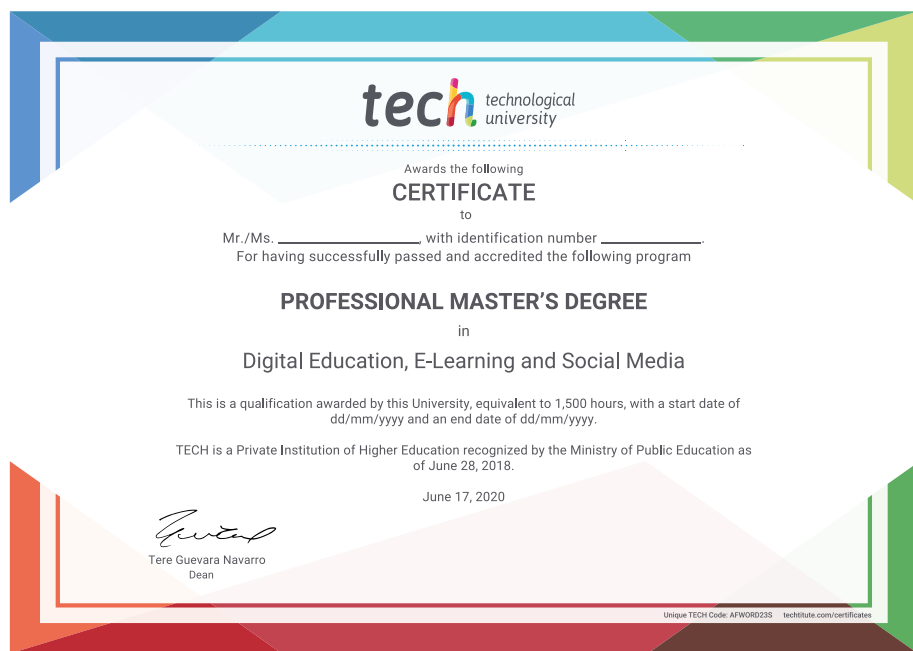 tech technological
university
Awards the following
CERTIFICATE
to
Mr./Ms. ____________________, with identification number ______________.
For having successfully passed and accredited the following program
PROFESSIONAL MASTER’S DEGREE
in
Digital Education, E-Learning and Social Media
This is a qualification awarded by this University, equivalent to 1,500 hours, with a start date of
dd/mm/yyyy and an end date of dd/mm/yyyy.
TECH is a Private Institution of Higher Education recognized by the Ministry of Public Education as
of June 28, 2018.
June 17, 2020
Tere Guevara Navarro
Dean
Unique TECH Code: AFWORD23S techtitute.com/certificates